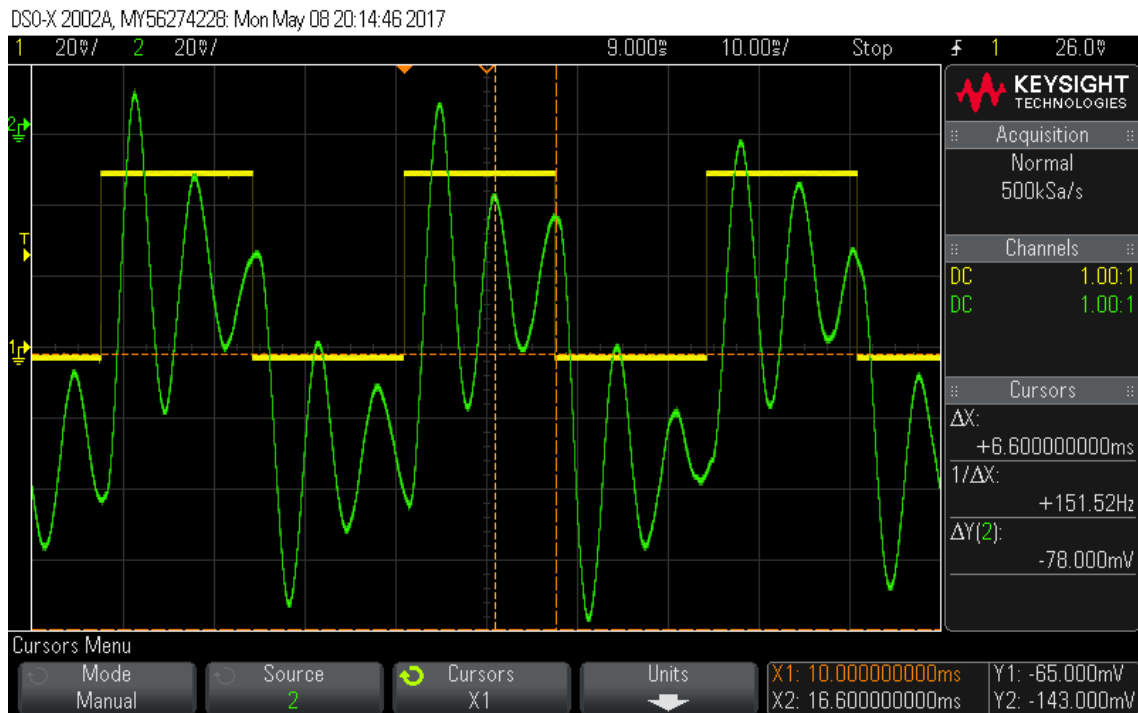 DSO-X 2002A, MY56274228: Mon May 08 20:14:46 2017
1 20V/ 2 20V/ 9.000s 10.00s/ Stop 1 26.0V
KEYSIGHT
TECHNOLOGIES
Acquisition
Normal
500kSa/s
Channels
DC 1.00:1
DC 1.00:1
Cursors
ΔX:
+6.600000000ms
1/ΔX:
+151.52Hz
ΔY(2):
-78.000mV
2
T
1
Cursors Menu
Mode
Manual
Source
2
Cursors
X1
Units
X1: 10.000000000ms
X2: 16.600000000ms
Y1: -65.000mV
Y2: -143.000mV